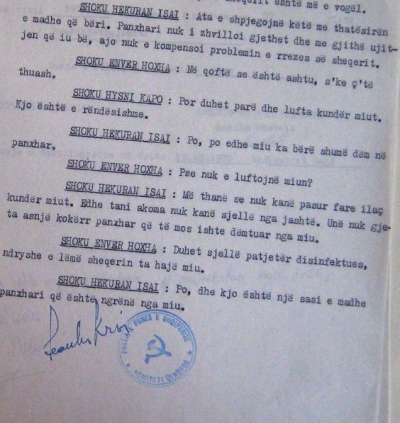 sheqerit është më e vogël.
SHOKU HEKURAN ISAI : Ata e shpjegojnë këtë me thatësirën
e madhe që bëri. Panxhari nuk i zhvilloi gjethet dhe me gjithë ujit-
jen që iu bë, ajo nuk e kompensoi problemin e rrezes së sheqerit.
SHOKU ENVER HOXHA : Në qoftë se është ashtu, s'ke ç'të
thuash.
SHOKU HYSNI KAPO : Por duhet parë dhe lufta kundër miut.
Kjo është e rëndësishme.
SHOKU HEKURAN ISAI : Po, po edhe miu ka bërë shumë dëm në
panxhar.
SHOKU ENVER HOXHA : Pse nuk e luftojnë miun?
SHOKU HEKURAN ISAI : Më thanë se nuk kanë pasur fare ilaç
kundër miut. Edhe tani akoma nuk kanë sjellë nga jashtë. Unë nuk gje-
ta asnjë kokërr panxhar që të mos ishte dëmtuar nga miu.
SHOKU ENVER HOXHA : Duhet sjellë patjetër disinfektues,
ndryshe e lëmë sheqerin ta hajë miu.
SHOKU HEKURAN ISAI : Po, dhe kjo është një sasi e madhe
panxhari që është ngrënë nga miu.
PARTIA E PUNES E SHQIPERISE
KOMITETI QENDROR